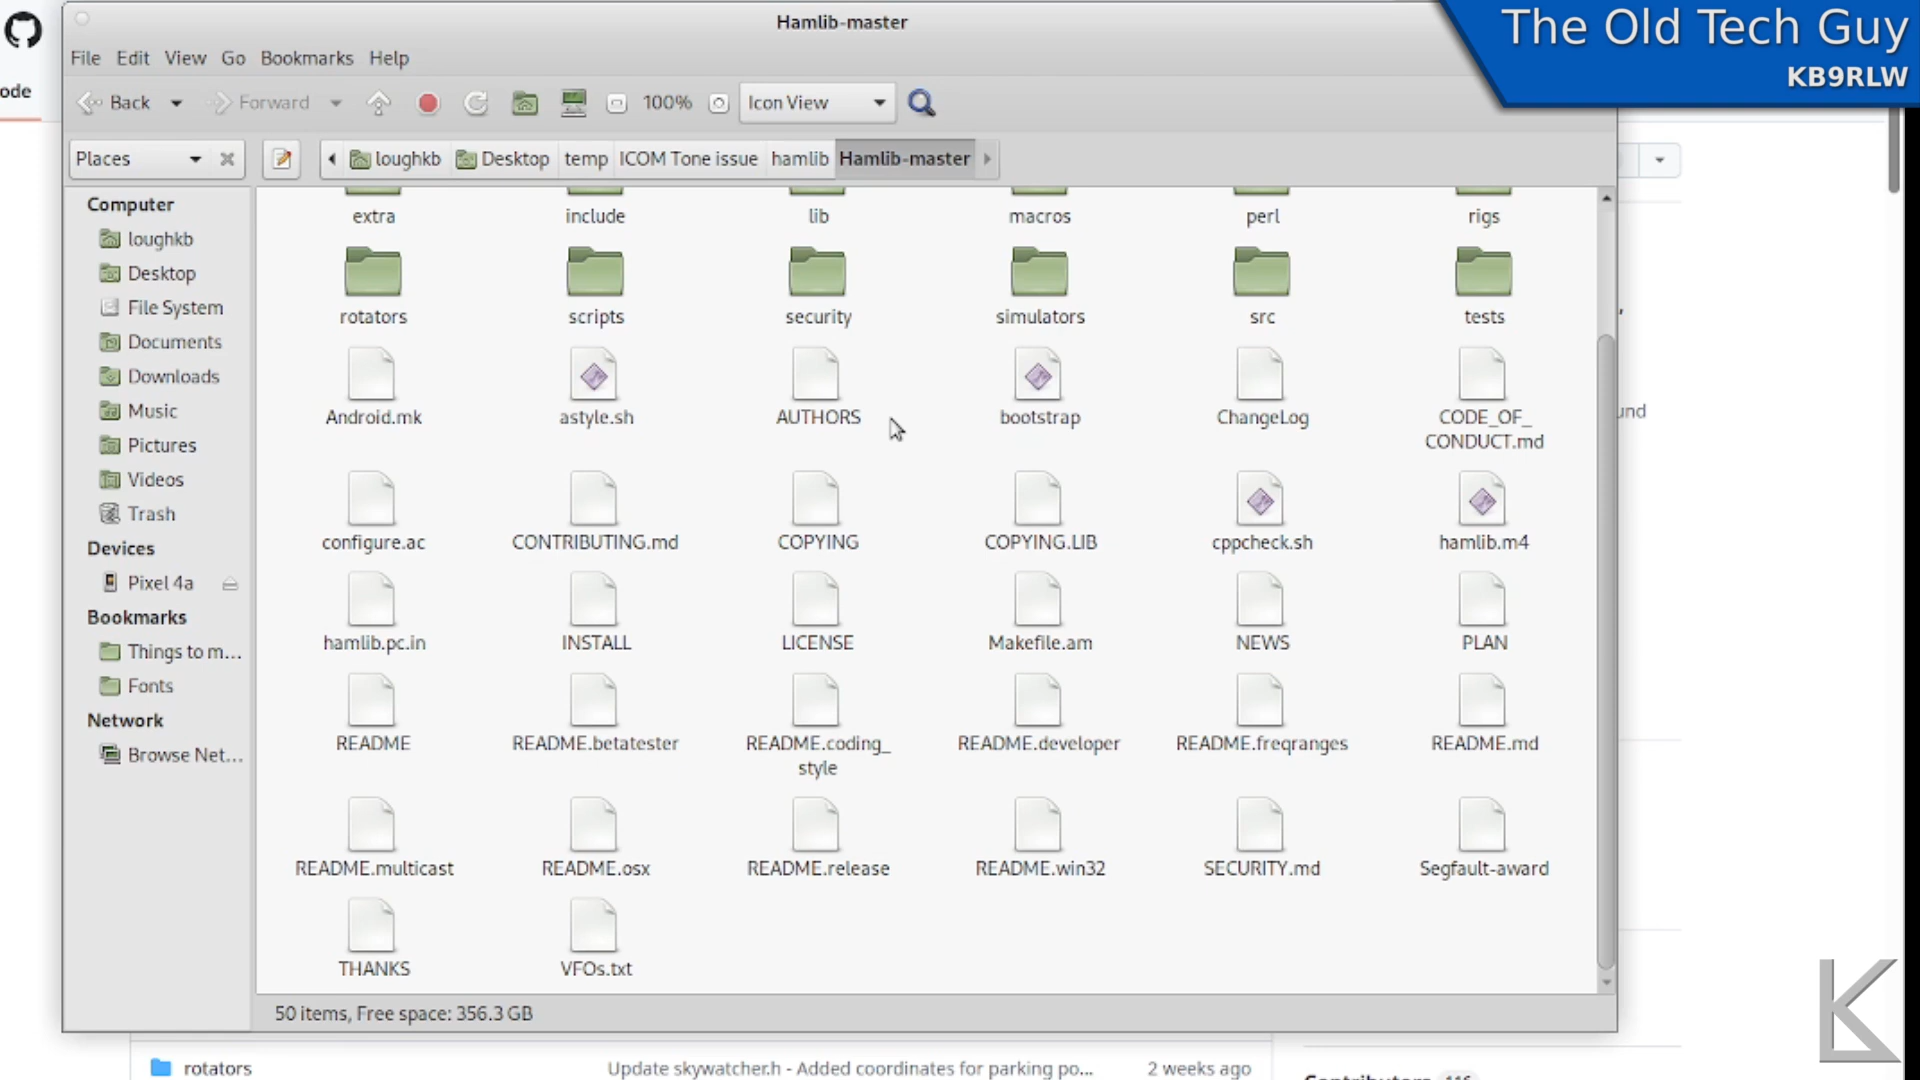 Hamlib-master
The Old Tech Guy
KB9RLW
File Edit View Go Bookmarks Help
ode
Back Forward 100% Icon View
Places loughkb Desktop temp ICOM Tone issue hamlib Hamlib-master
Computer
loughkb
Desktop
File System
Documents
Downloads
Music
Pictures
Videos
Trash
Devices
Pixel 4a
Bookmarks
Things to m...
Fonts
Network
Browse Net...
extra include lib macros perl rigs
rotators scripts security simulators src tests
Android.mk astyle.sh AUTHORS bootstrap ChangeLog CODE_OF_
CONDUCT.md
und
configure.ac CONTRIBUTING.md COPYING COPYING.LIB cppcheck.sh hamlib.m4
hamlib.pc.in INSTALL LICENSE Makefile.am NEWS PLAN
README README.betatester README.coding_ README.developer README.freqranges README.md
style
README.multicast README.osx README.release README.win32 SECURITY.md Segfault-award
THANKS VFOs.txt
50 items, Free space: 356.3 GB
K
rotators Update skywatcher.h - Added coordinates for parking po... 2 weeks ago
Contributors 116